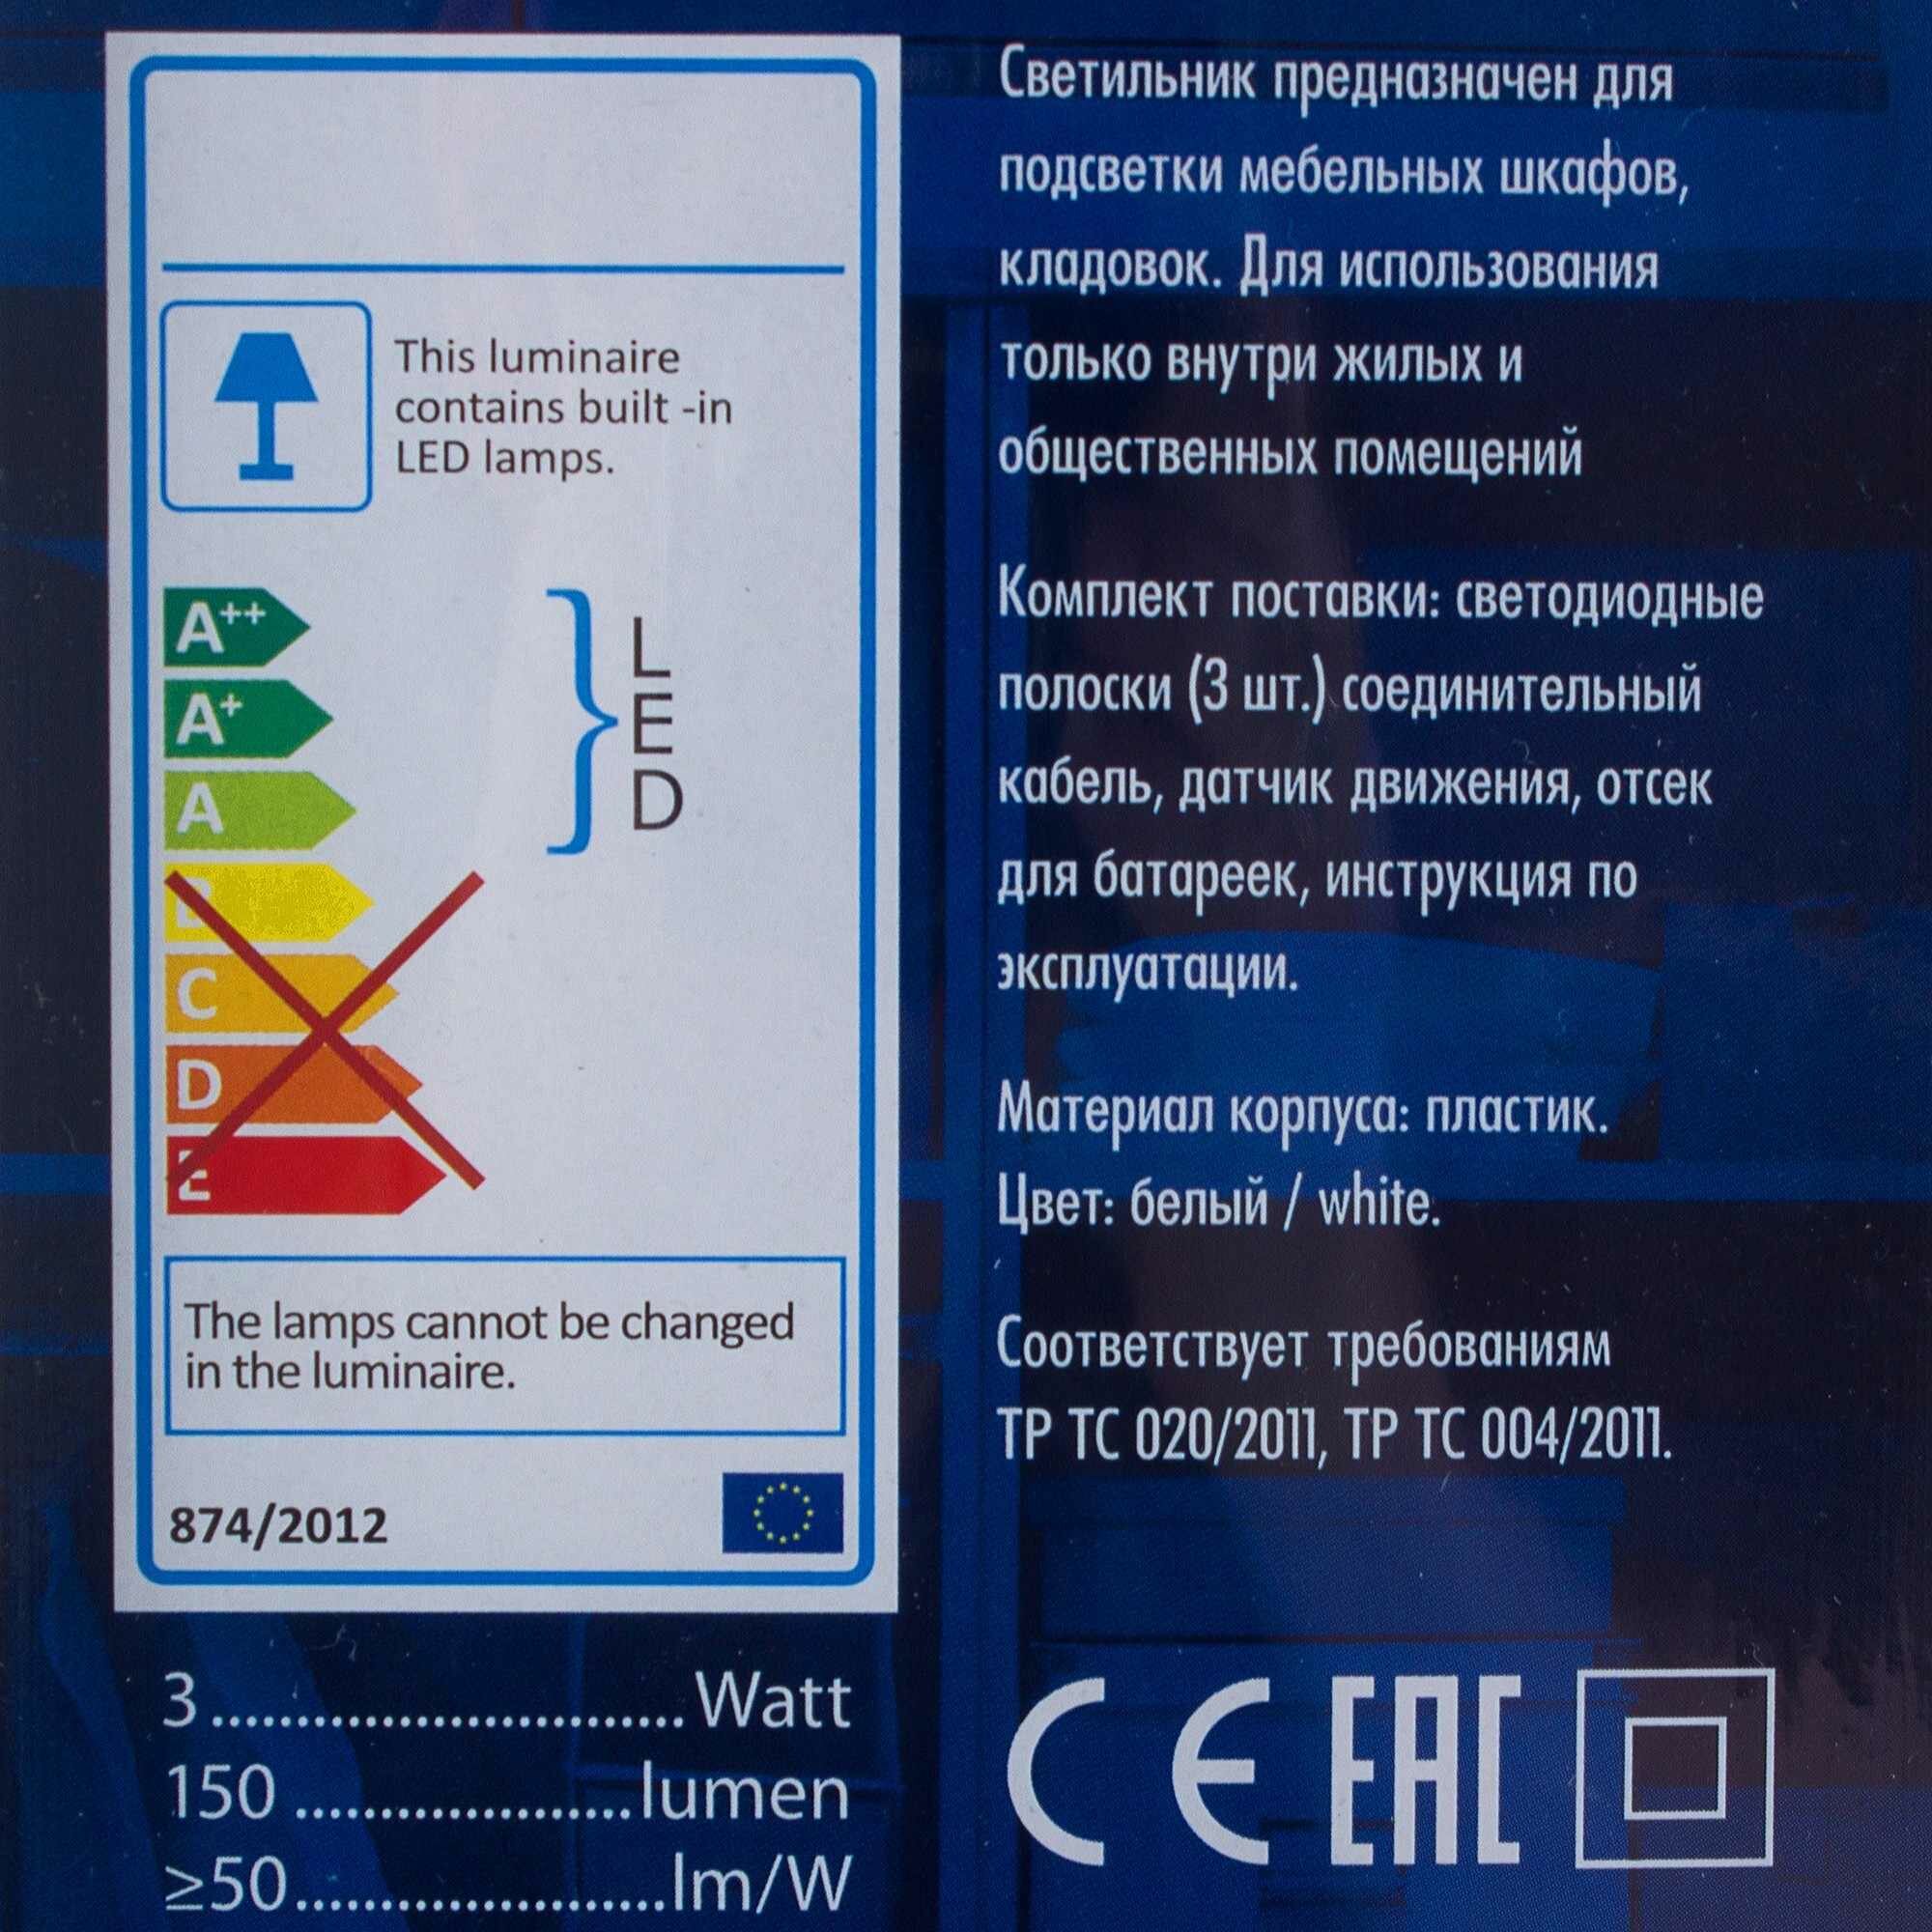 This luminaire
contains built -in
LED lamps.
A++
A+
A
B
C
D
E
L
E
D
The lamps cannot be changed
in the luminaire.
874/2012
3.............................Watt
150 .....................lumen
≥50.......................lm/W
Светильник предназначен для
подсветки мебельных шкафов,
кладовок. Для использования
только внутри жилых и
общественных помещений
Комплект поставки: светодиодные
полоски (3 шт.) соединительный
кабель, датчик движения, отсек
для батареек, инструкция по
эксплуатации.
Материал корпуса: пластик.
Цвет: белый / white.
Соответствует требованиям
ТР ТС 020/2011, ТР ТС 004/2011.
CE EAC